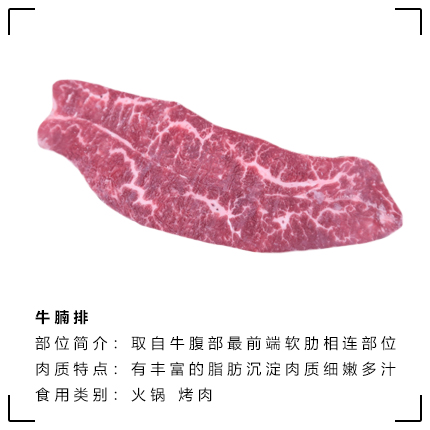 牛腩排
部位简介：取自牛腹部最前端软肋相连部位
肉质特点：有丰富的脂肪沉淀肉质细嫩多汁
食用类别：火锅 烤肉